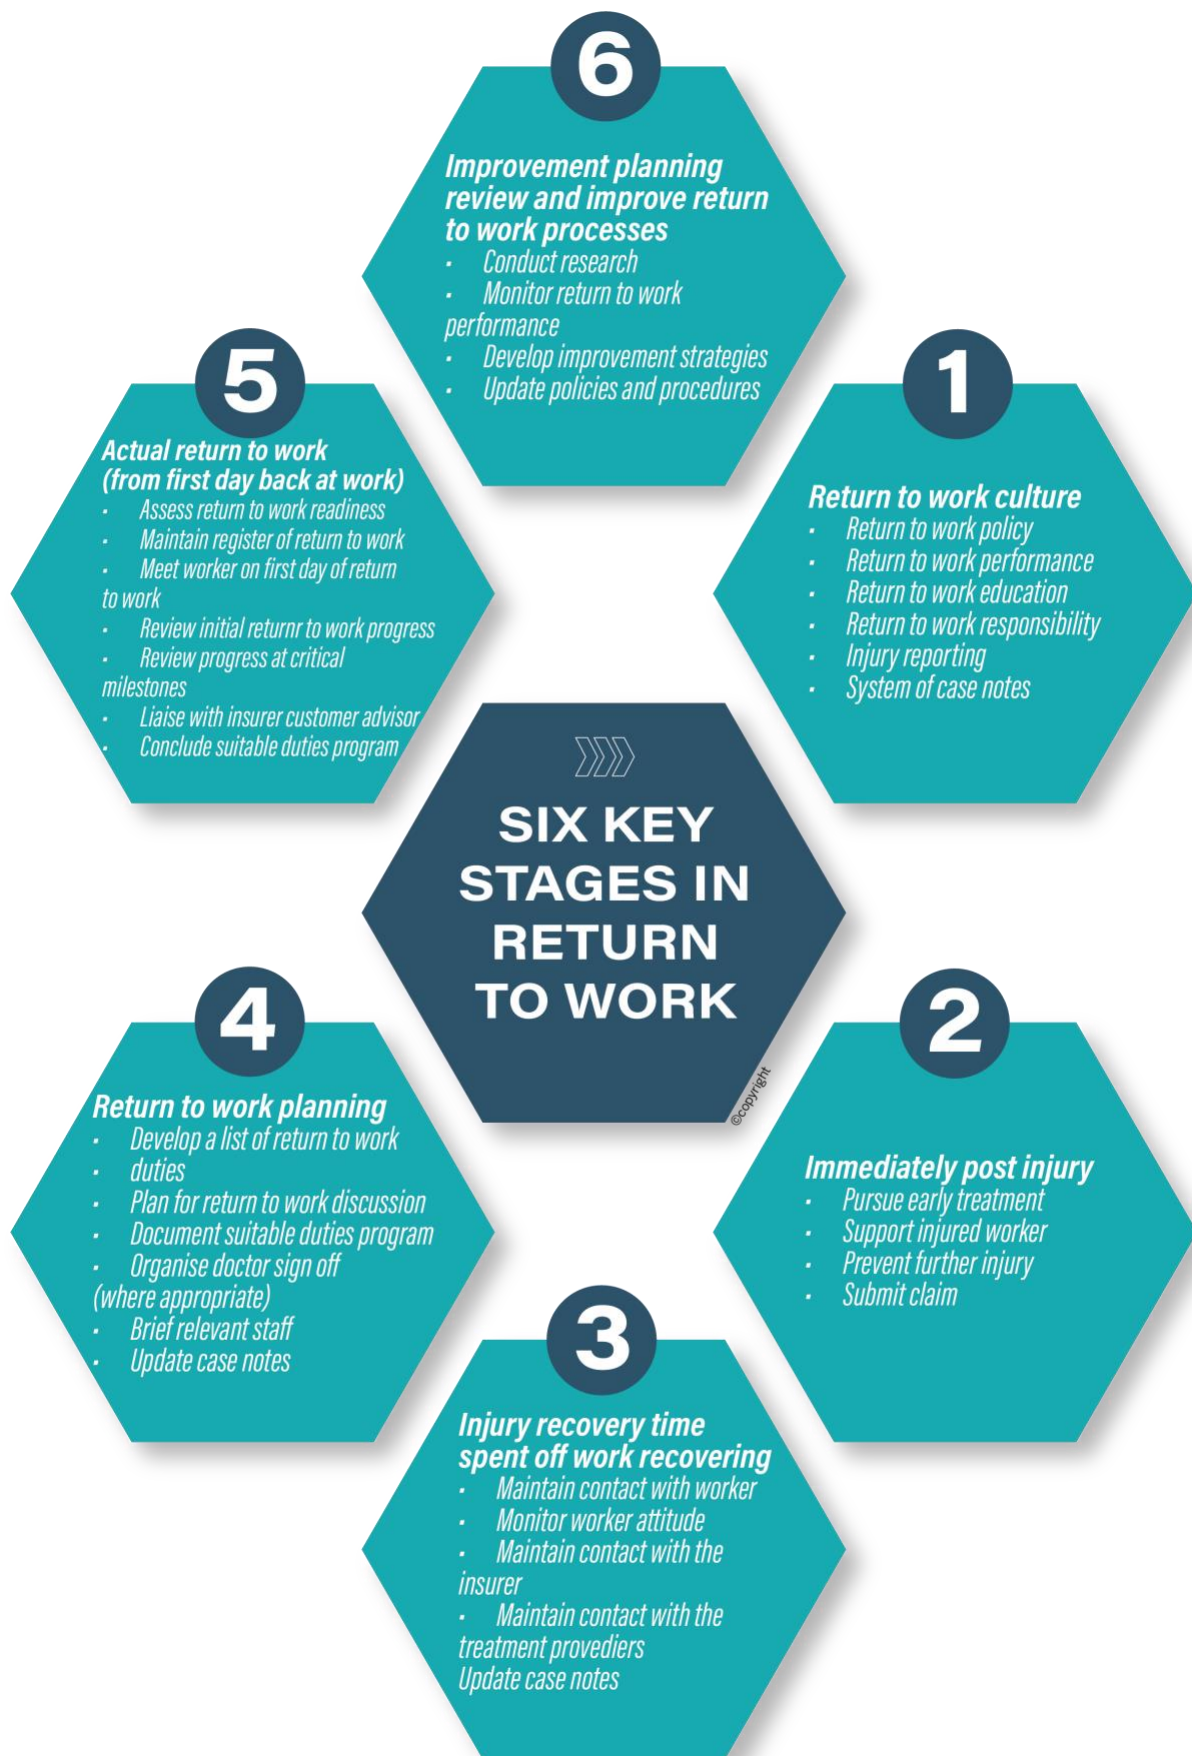 6
Improvement planning
review and improve return
to work processes
· Conduct research
· Monitor return to work
performance
· Develop improvement strategies
· Update policies and procedures
5
Actual return to work
(from first day back at work)
· Assess return to work readiness
· Maintain register of return to work
· Meet worker on first day of return
to work
· Review initial returnr to work progress
· Review progress at critical
milestones
· Liaise with insurer customer advisor
· Conclude suitable duties program
1
Return to work culture
· Return to work policy
· Return to work performance
· Return to work education
· Return to work responsibility
· Injury reporting
· System of case notes
SIX KEY
STAGES IN
RETURN
TO WORK
©copyright
4
Return to work planning
· Develop a list of return to work
· duties
· Plan for return to work discussion
· Document suitable duties program
· Organise doctor sign off
(where appropriate)
· Brief relevant staff
· Update case notes
2
Immediately post injury
· Pursue early treatment
· Support injured worker
· Prevent further injury
· Submit claim
3
Injury recovery time
spent off work recovering
· Maintain contact with worker
· Monitor worker attitude
· Maintain contact with the
insurer
· Maintain contact with the
treatment provediers
Update case notes